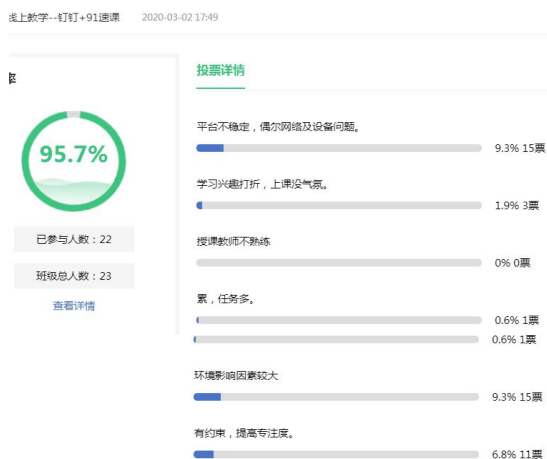 线上教学--钉钉+91速课 2020-03-02 17:49
率
95.7%
已参与人数：22
班级总人数：23
查看详情
投票详情
平台不稳定，偶尔网络及设备问题。
9.3% 15票
学习兴趣打折，上课没气氛。
1.9% 3票
授课教师不熟练
0% 0票
累，任务多。
0.6% 1票
0.6% 1票
环境影响因素较大
9.3% 15票
有约束，提高专注度。
6.8% 11票